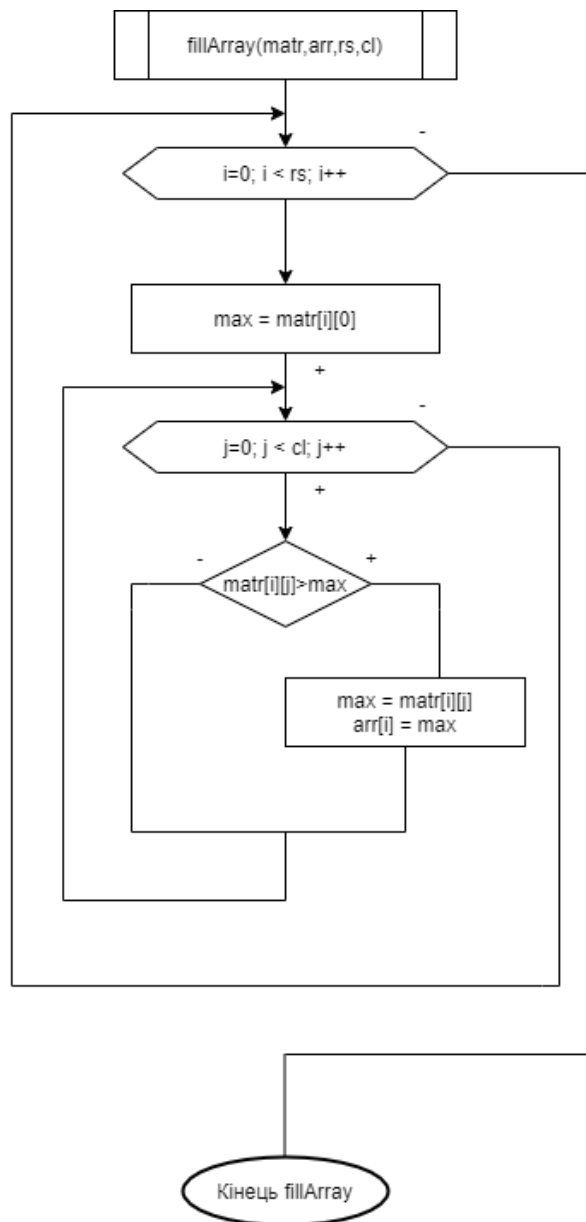 fillArray(matr,arr,rs,cl)
-
i=0; i < rs; i++
max = matr[i][0]
+
-
j=0; j < cl; j++
+
-
+
matr[i][j]>max
max = matr[i][j]
arr[i] = max
Кінець fillArray